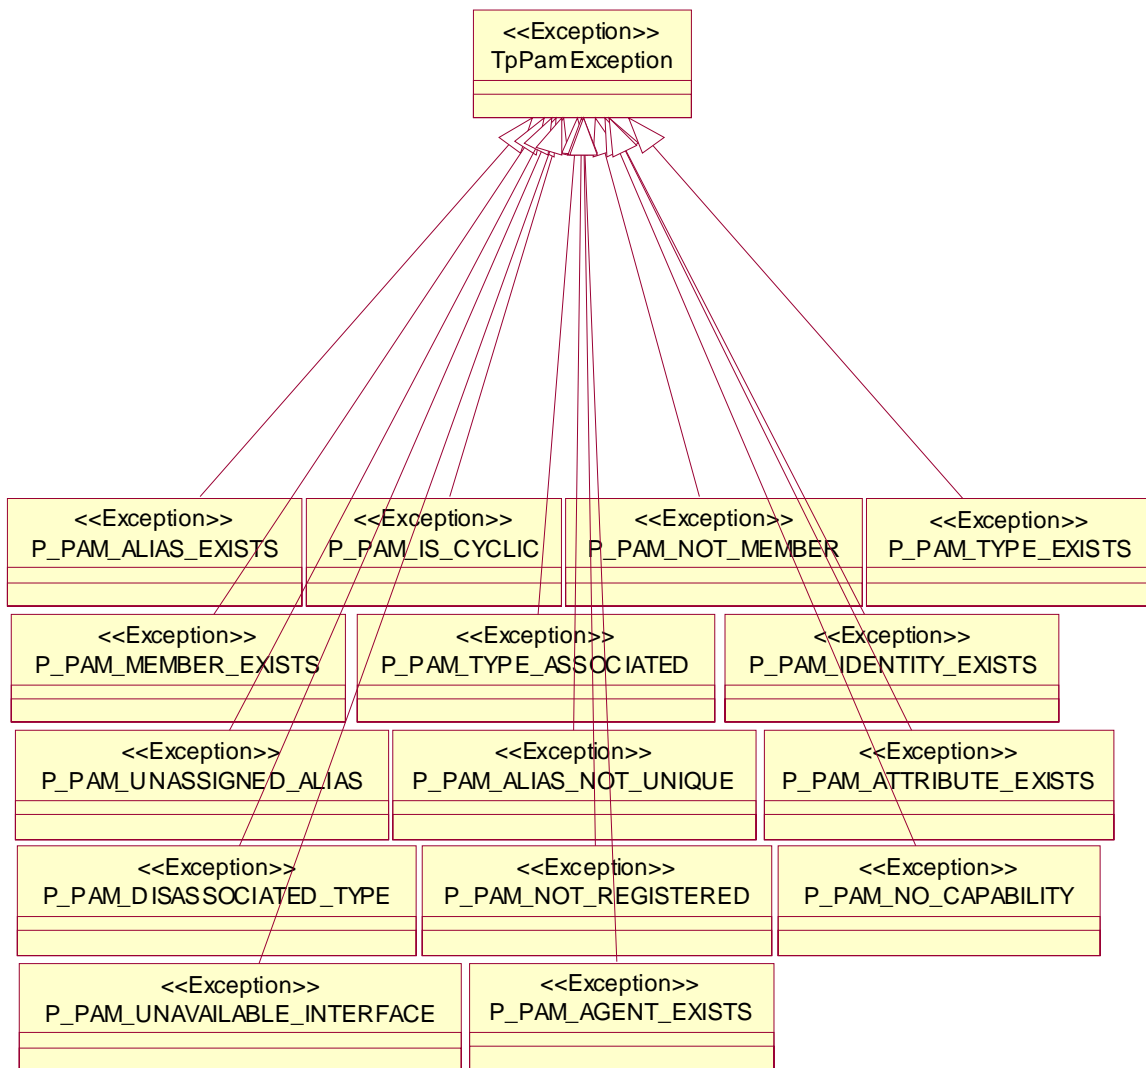 <<Exception>>
TpPamException
<<Exception>>
P_PAM_ALIAS_EXISTS
<<Exception>>
P_PAM_IS_CYCLIC
<<Exception>>
P_PAM_NOT_MEMBER
<<Exception>>
P_PAM_TYPE_EXISTS
<<Exception>>
P_PAM_MEMBER_EXISTS
<<Exception>>
P_PAM_TYPE_ASSOCIATED
<<Exception>>
P_PAM_IDENTITY_EXISTS
<<Exception>>
P_PAM_UNASSIGNED_ALIAS
<<Exception>>
P_PAM_ALIAS_NOT_UNIQUE
<<Exception>>
P_PAM_ATTRIBUTE_EXISTS
<<Exception>>
P_PAM_DISASSOCIATED_TYPE
<<Exception>>
P_PAM_NOT_REGISTERED
<<Exception>>
P_PAM_NO_CAPABILITY
<<Exception>>
P_PAM_UNAVAILABLE_INTERFACE
<<Exception>>
P_PAM_AGENT_EXISTS